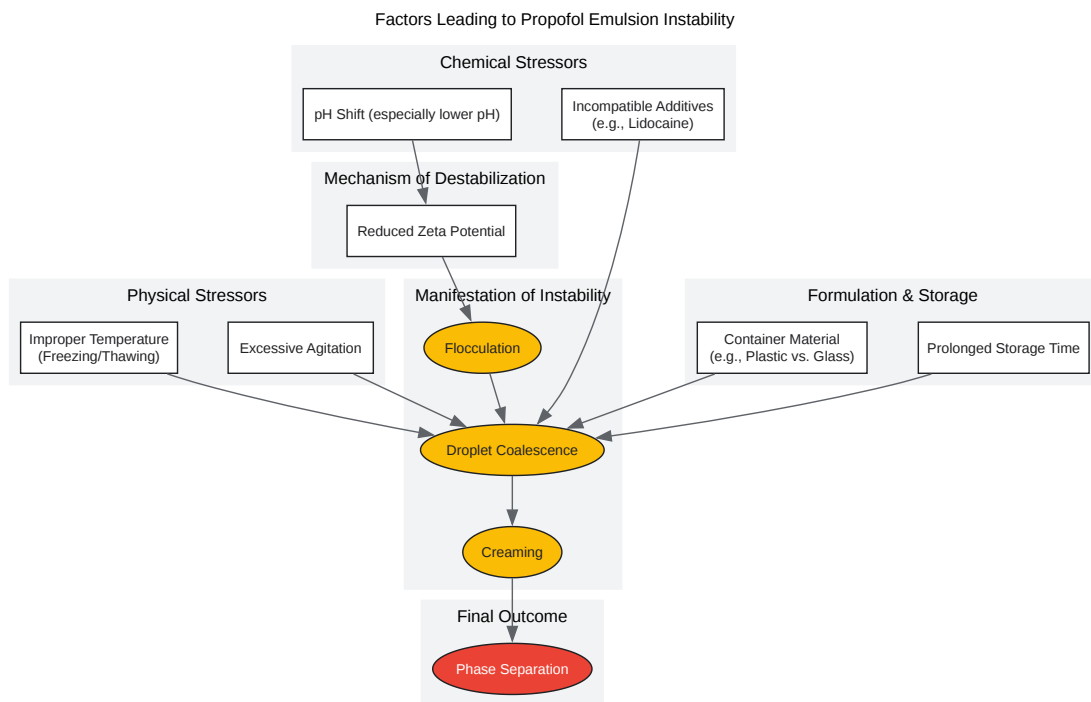 Factors Leading to Propofol Emulsion Instability
Chemical Stressors
pH Shift (especially lower pH)
Incompatible Additives
(e.g., Lidocaine)
Mechanism of Destabilization
Reduced Zeta Potential
Physical Stressors
Improper Temperature
(Freezing/Thawing)
Excessive Agitation
Manifestation of Instability
Flocculation
Formulation & Storage
Container Material
(e.g., Plastic vs. Glass)
Prolonged Storage Time
Droplet Coalescence
Creaming
Final Outcome
Phase Separation